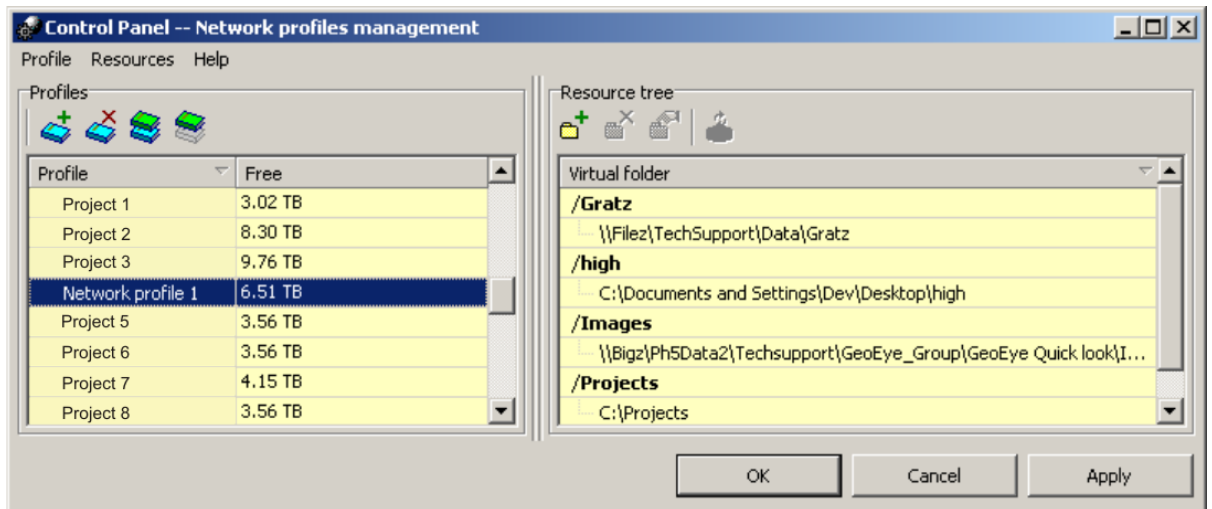 Control Panel -- Network profiles management
Profile Resources Help
Profiles
Profile Free
Project 1 3.02 TB
Project 2 8.30 TB
Project 3 9.76 TB
Network profile 1 6.51 TB
Project 5 3.56 TB
Project 6 3.56 TB
Project 7 4.15 TB
Project 8 3.56 TB
Resource tree
Virtual folder
/Gratz
\\Filez\TechSupport\Data\Gratz
/high
C:\Documents and Settings\Dev\Desktop\high
/Images
\\Bigz\Ph5Data2\Techsupport\GeoEye_Group\GeoEye Quick look\I...
/Projects
C:\Projects
OK Cancel Apply